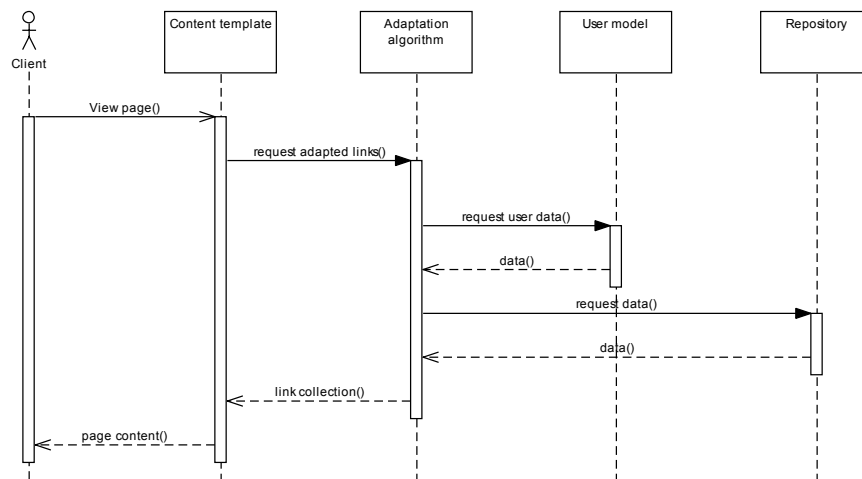 Content template
Adaptation
algorithm
User model
Repository
Client
View page()
request adapted links()
request user data()
data()
request data()
data()
link collection()
page content()